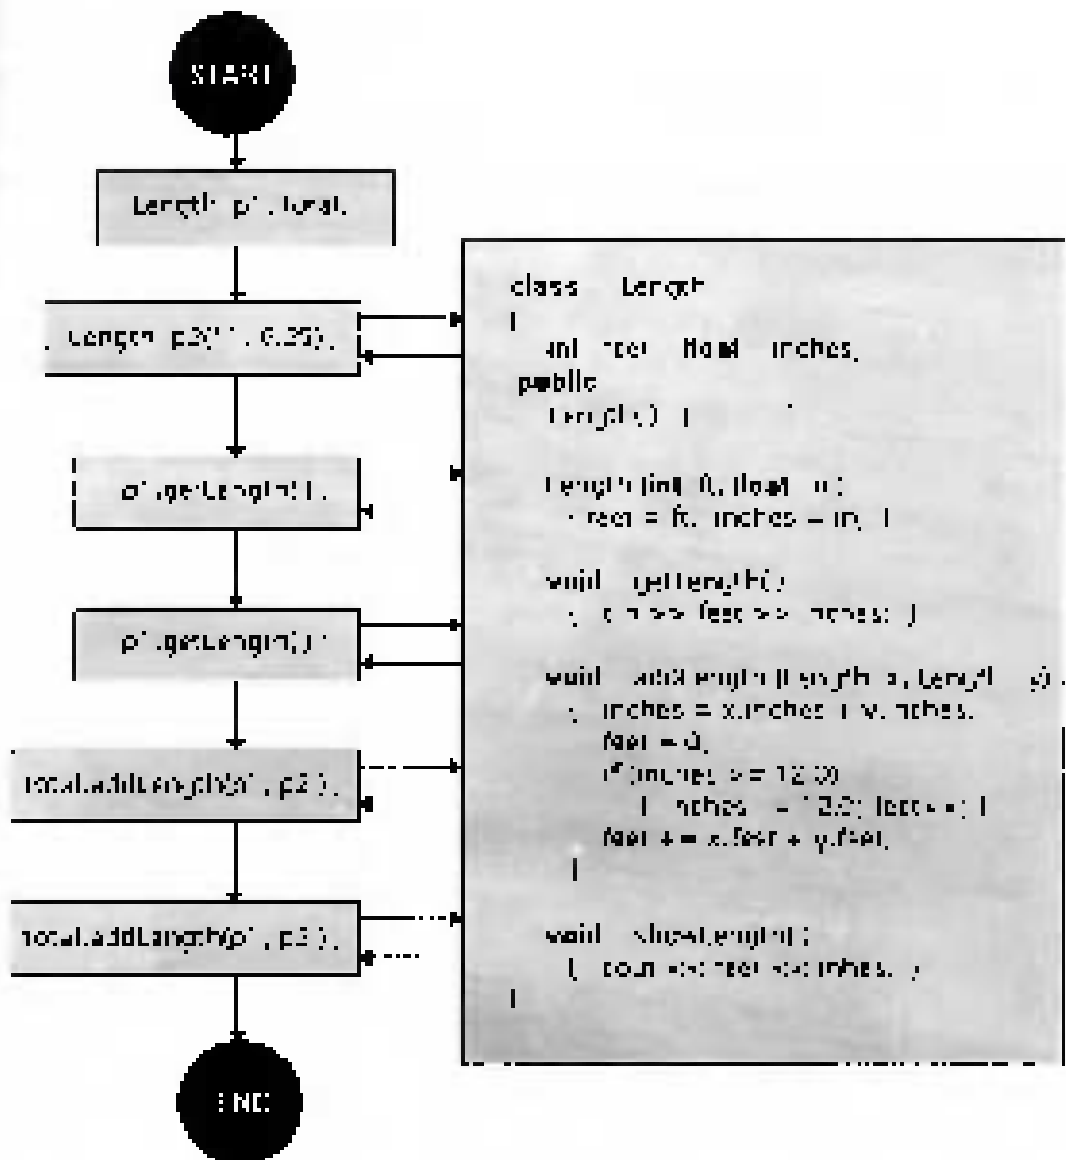 START
Length p1, total;
Length p2(11, 6.25);
p1.getLength();
p1.getLength();
total.addLength(p1, p2);
total.addLength(p1, p2);
END
class Length
{
int feet; float inches;
public
Length() {
Length(int ft, float in)
{ feet = ft; inches = in; }
void getLength()
{ cin >> feet >> inches; }
void addLength(Length x, Length y)
{ inches = x.inches + y.inches;
feet = 0;
if(inches >= 12.0)
{ inches -= 12.0; feet++; }
feet += x.feet + y.feet;
}
void showLength()
{ cout << feet << inches; }
}